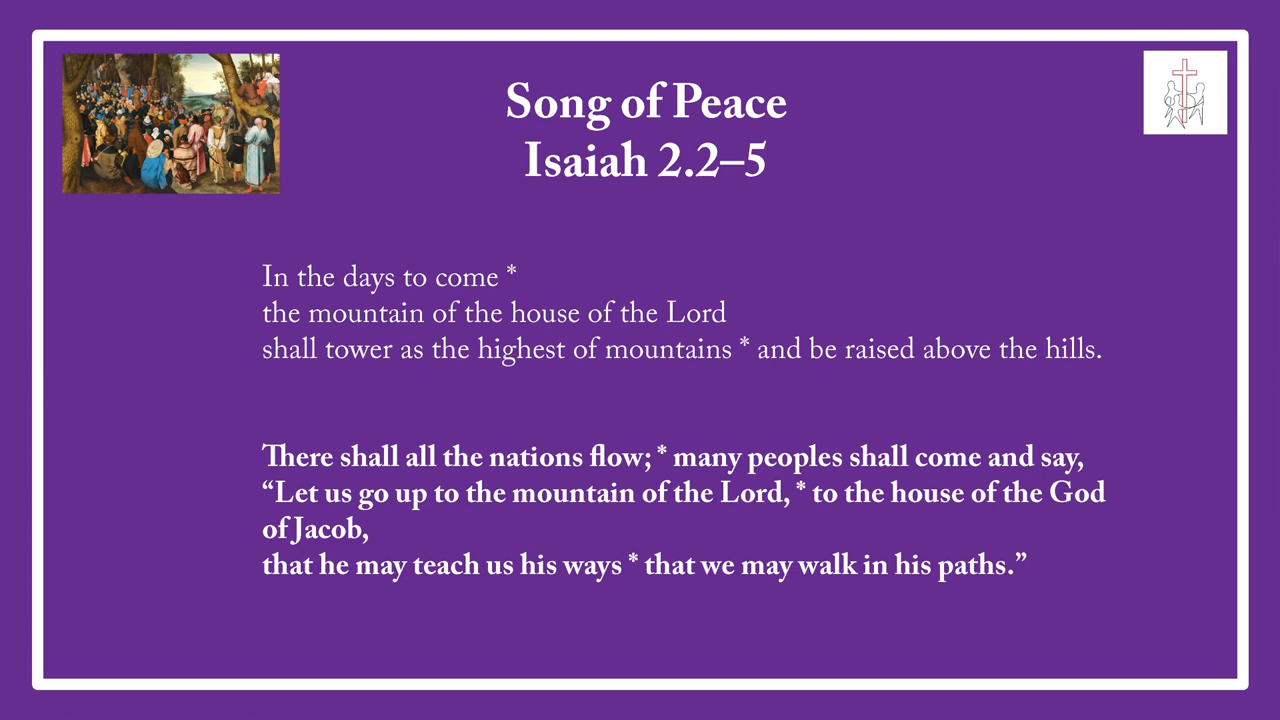 Song of Peace
Isaiah 2.2–5
In the days to come *
the mountain of the house of the Lord
shall tower as the highest of mountains * and be raised above the hills.
There shall all the nations flow; * many peoples shall come and say,
“Let us go up to the mountain of the Lord, * to the house of the God
of Jacob,
that he may teach us his ways * that we may walk in his paths.”